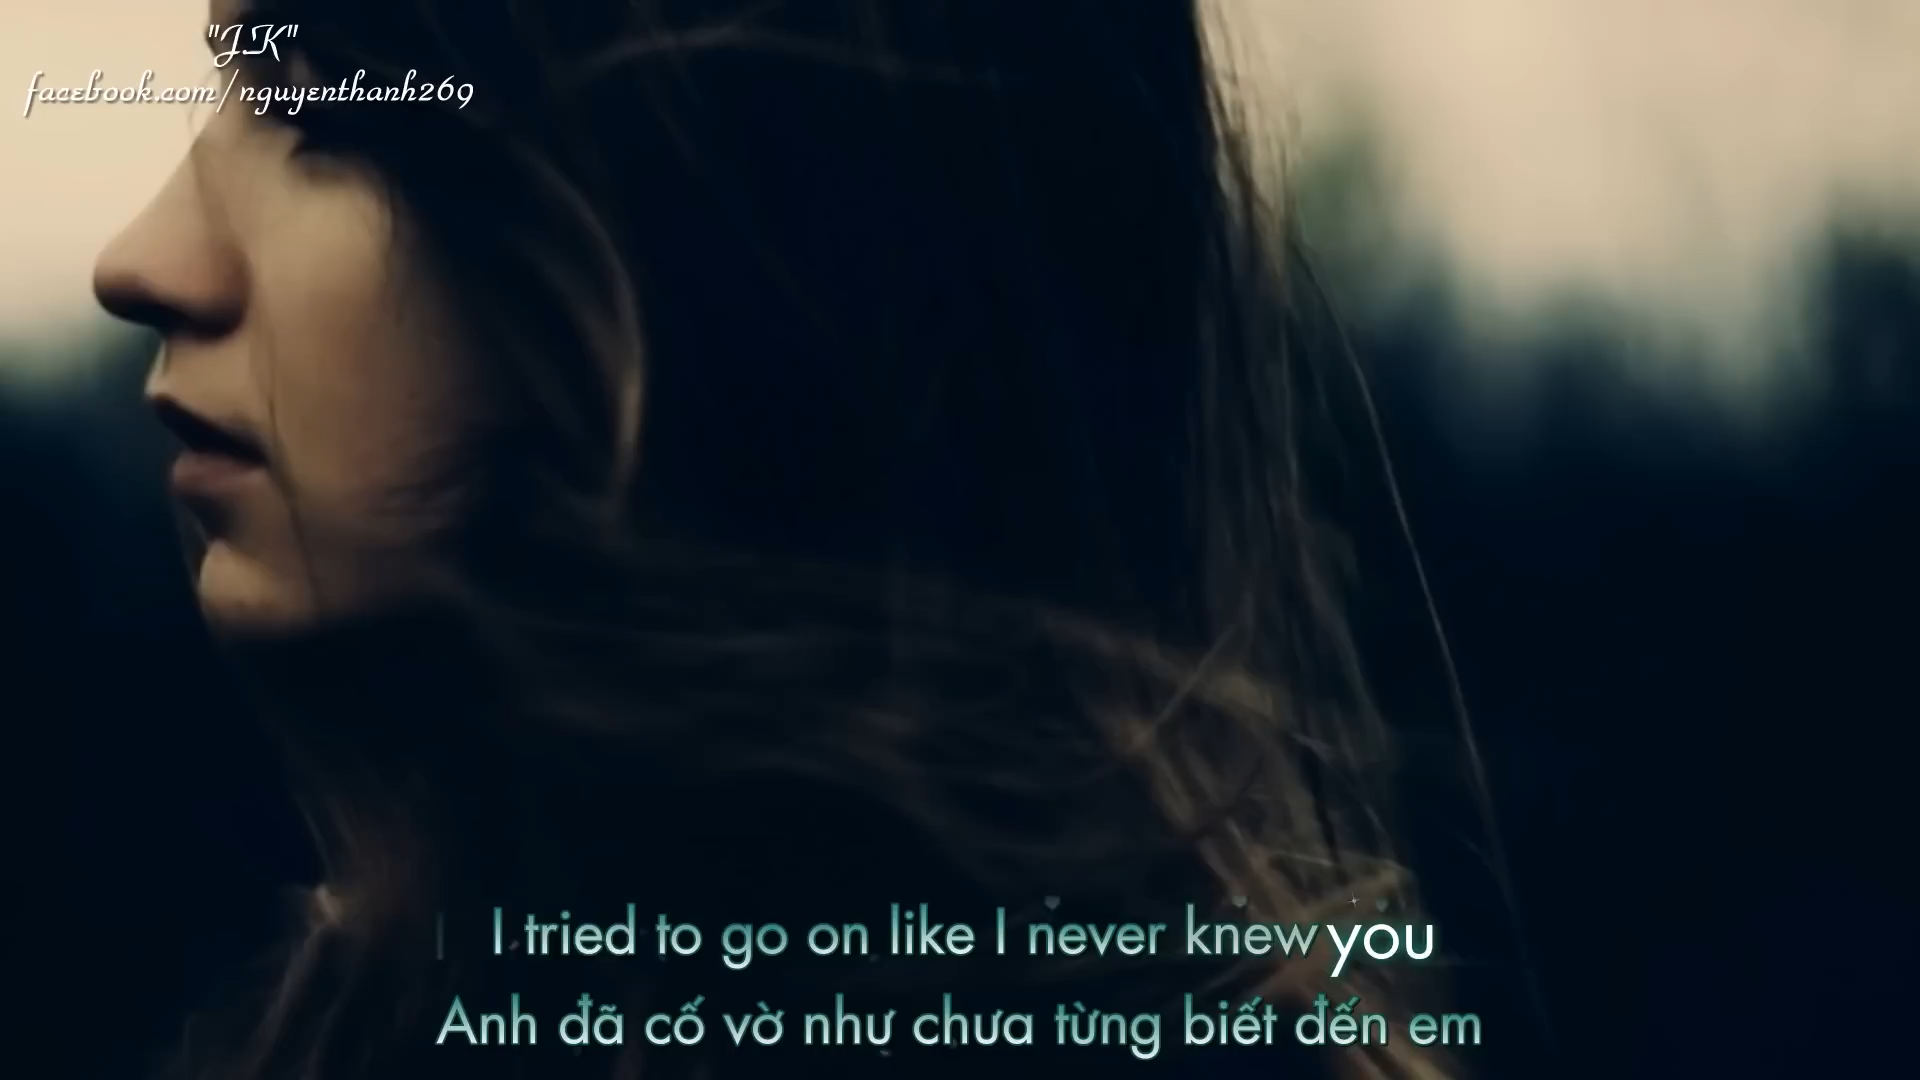 "J.K"
facebook.com/nguyenthanh269
I tried to go on like I never knew you
Anh đã cố vờ như chưa từng biết đến em